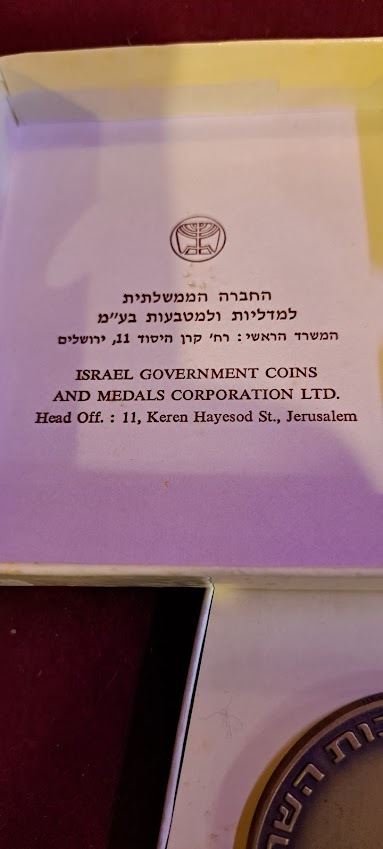 החברה הממשלתית
למדליות ולמטבעות בע״מ
המשרד הראשי : רח׳ קרן היסוד 11, ירושלים
ISRAEL GOVERNMENT COINS
AND MEDALS CORPORATION LTD.
Head Off. : 11, Keren Hayesod St., Jerusalem